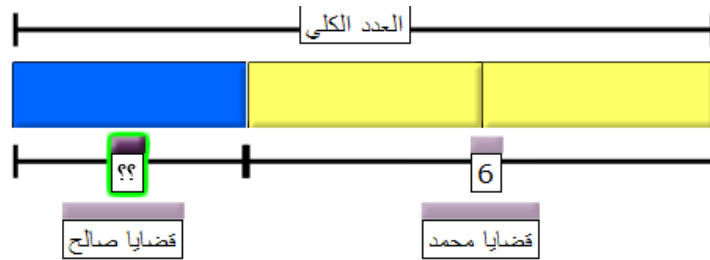 العدد الكلي
؟؟
6
قضايا صالح
قضايا محمد